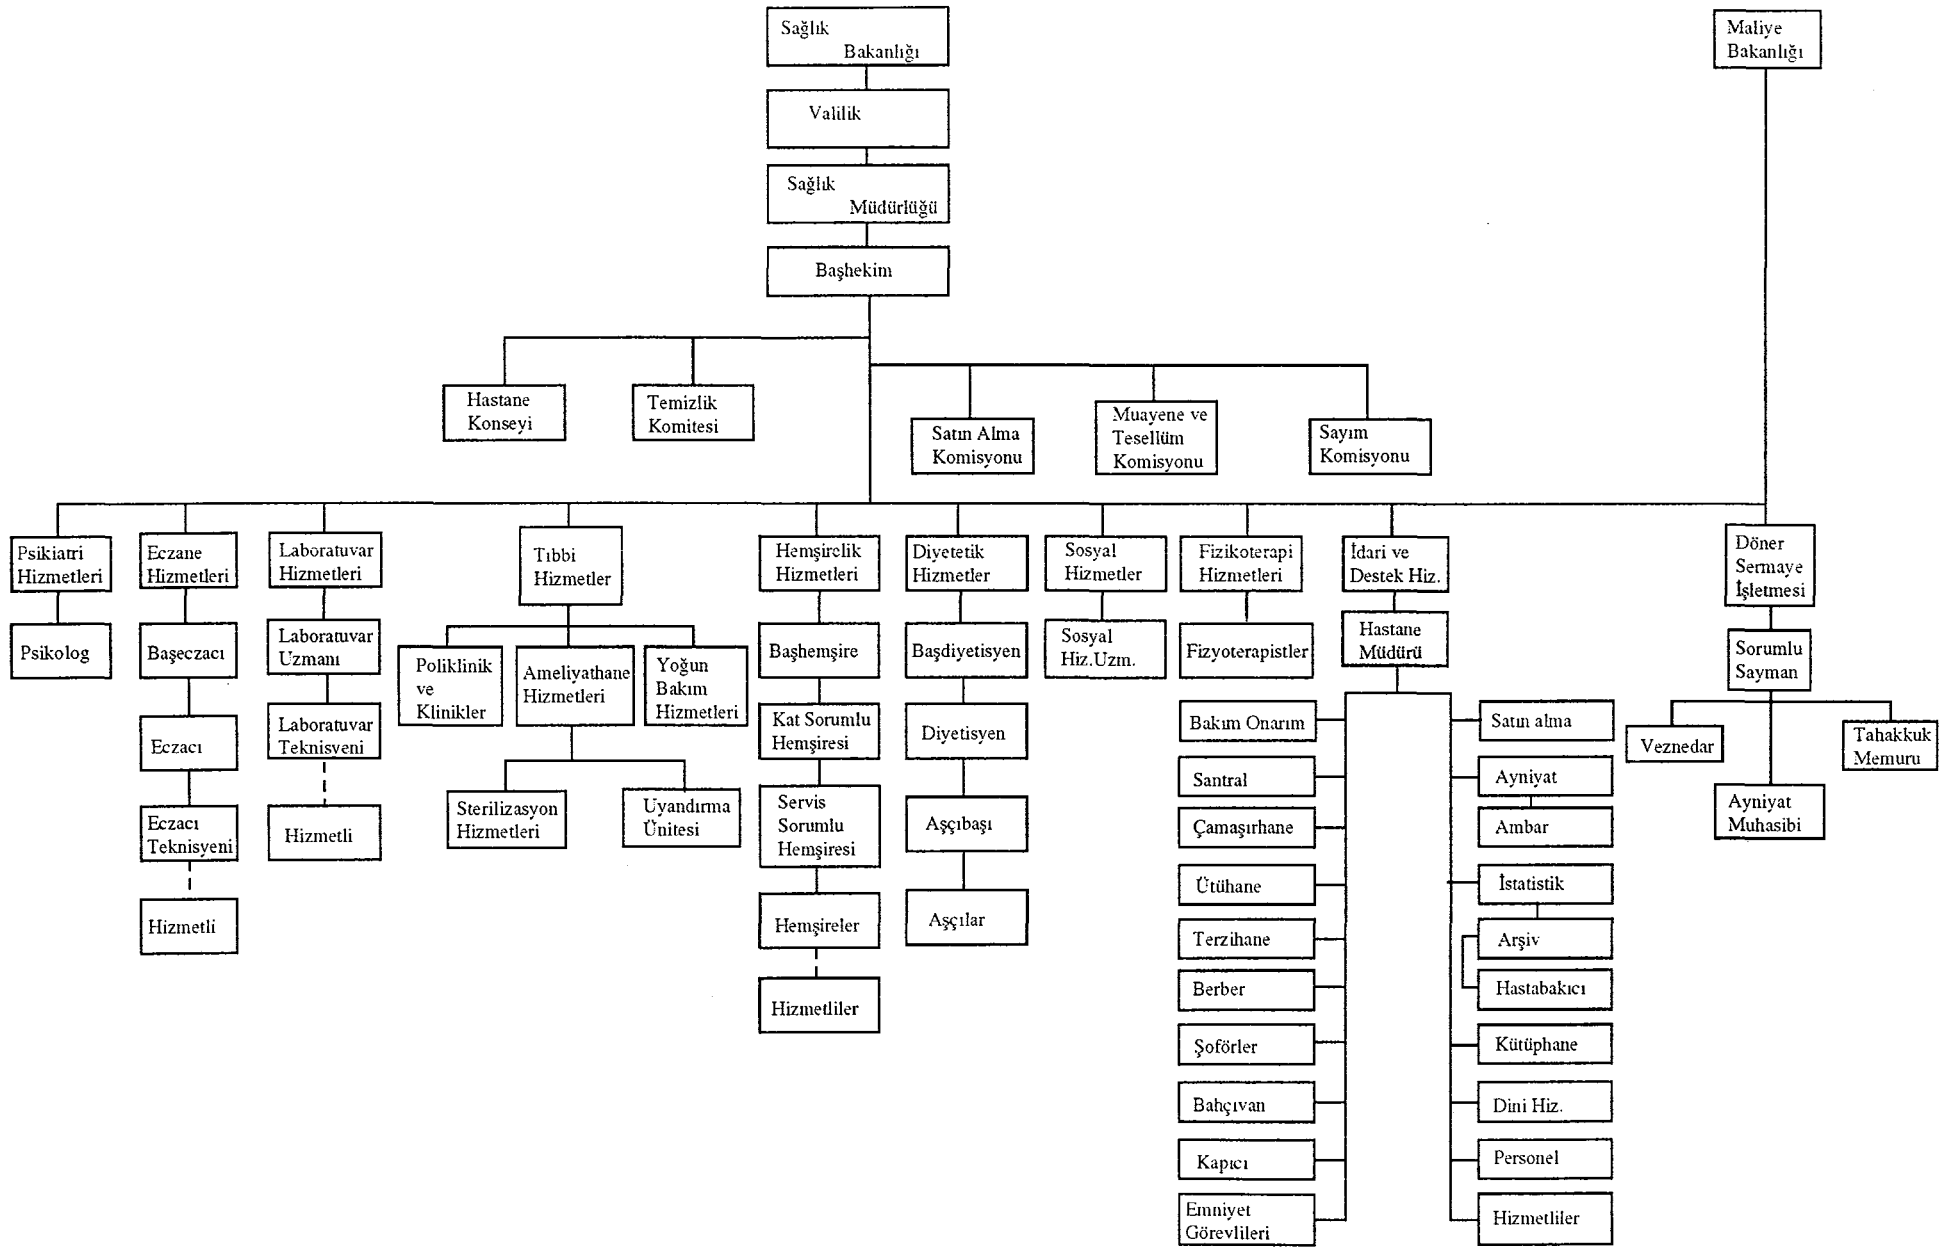 Sağlık
Bakanlığı
Maliye
Bakanlığı
Valilik
Sağlık
Müdürlüğü
Başhekim
Hastane
Konseyi
Temizlik
Komitesi
Satın Alma
Komisyonu
Muayene ve
Tesellüm
Komisyonu
Sayım
Komisyonu
Psikiatri
Hizmetleri
Psikolog
Eczane
Hizmetleri
Başeczacı
Eczacı
Eczacı
Teknisyeni
Hizmetli
Laboratuvar
Hizmetleri
Laboratuvar
Uzmanı
Laboratuvar
Teknisveni
Hizmetli
Tıbbi
Hizmetler
Poliklinik
ve
Klinikler
Ameliyathane
Hizmetleri
Yoğun
Bakım
Hizmetleri
Sterilizasyon
Hizmetleri
Uyandırma
Ünitesi
Hemşirelik
Hizmetleri
Başhemşire
Kat Sorumlu
Hemşiresi
Servis
Sorumlu
Hemşiresi
Hemşireler
Hizmetliler
Diyetetik
Hizmetler
Başdiyetisyen
Diyetisyen
Aşçıbaşı
Aşçılar
Sosyal
Hizmetler
Sosyal
Hiz.Uzm.
Fizikoterapi
Hizmetleri
Fizyoterapistler
İdari ve
Destek Hiz.
Hastane
Müdürü
Bakım Onarım
Santral
Çamaşırhane
Ütühane
Terzihane
Berber
Şoförler
Bahçıvan
Kapıcı
Emniyet
Görevlileri
Satın alma
Ayniyat
Ambar
İstatistik
Arşiv
Hastabakıcı
Kütüphane
Dini Hiz.
Personel
Hizmetliler
Döner
Sermaye
İşletmesi
Sorumlu
Sayman
Veznedar
Ayniyat
Muhasibi
Tahakkuk
Memuru